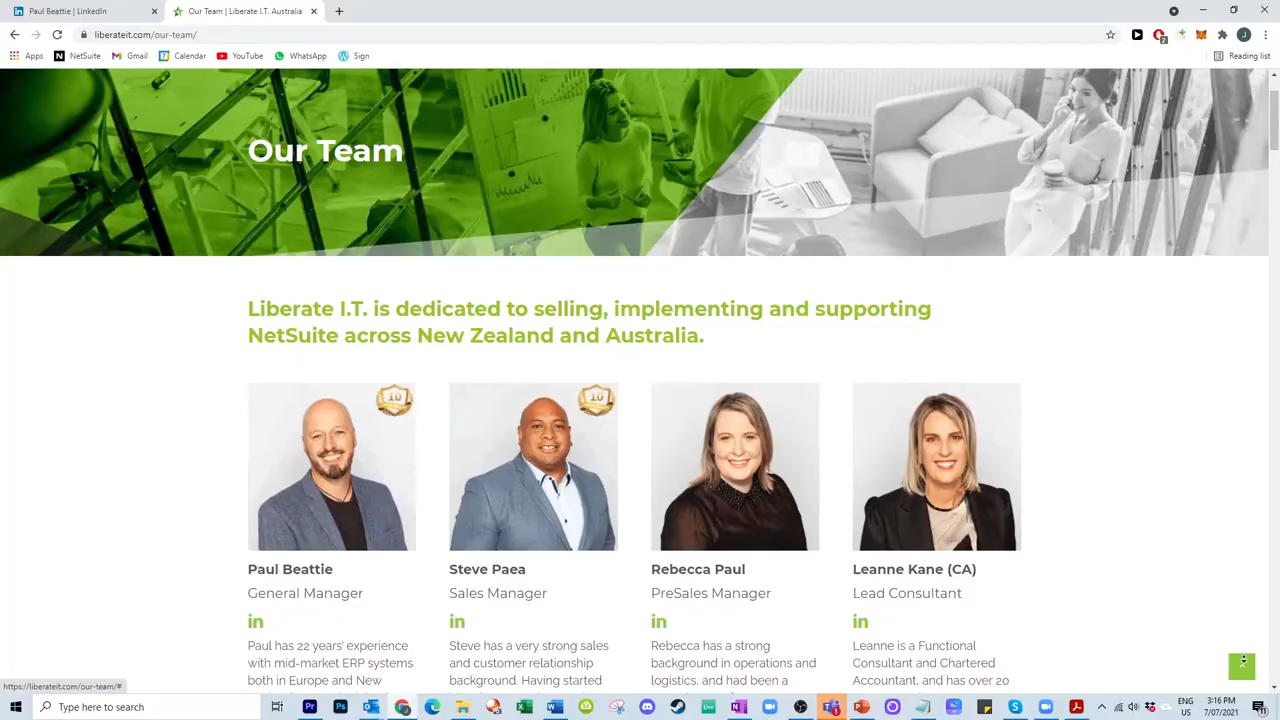 Paul Beattie | LinkedIn
Our Team | Liberate I.T. Australia
liberateit.com/our-team/
Apps
NetSuite
Gmail
Calendar
YouTube
WhatsApp
Sign
Reading list
Our Team
Liberate I.T. is dedicated to selling, implementing and supporting
NetSuite across New Zealand and Australia.
Paul Beattie
General Manager
in
Paul has 22 years' experience
with mid-market ERP systems
both in Europe and New
Steve Paea
Sales Manager
in
Steve has a very strong sales
and customer relationship
background. Having started
Rebecca Paul
PreSales Manager
in
Rebecca has a strong
background in operations and
logistics, and had been a
Leanne Kane (CA)
Lead Consultant
in
Leanne is a Functional
Consultant and Chartered
Accountant, and has over 20
https://liberateit.com/our-team/#
Type here to search
ENG
US
3:16 PM
7/07/2021